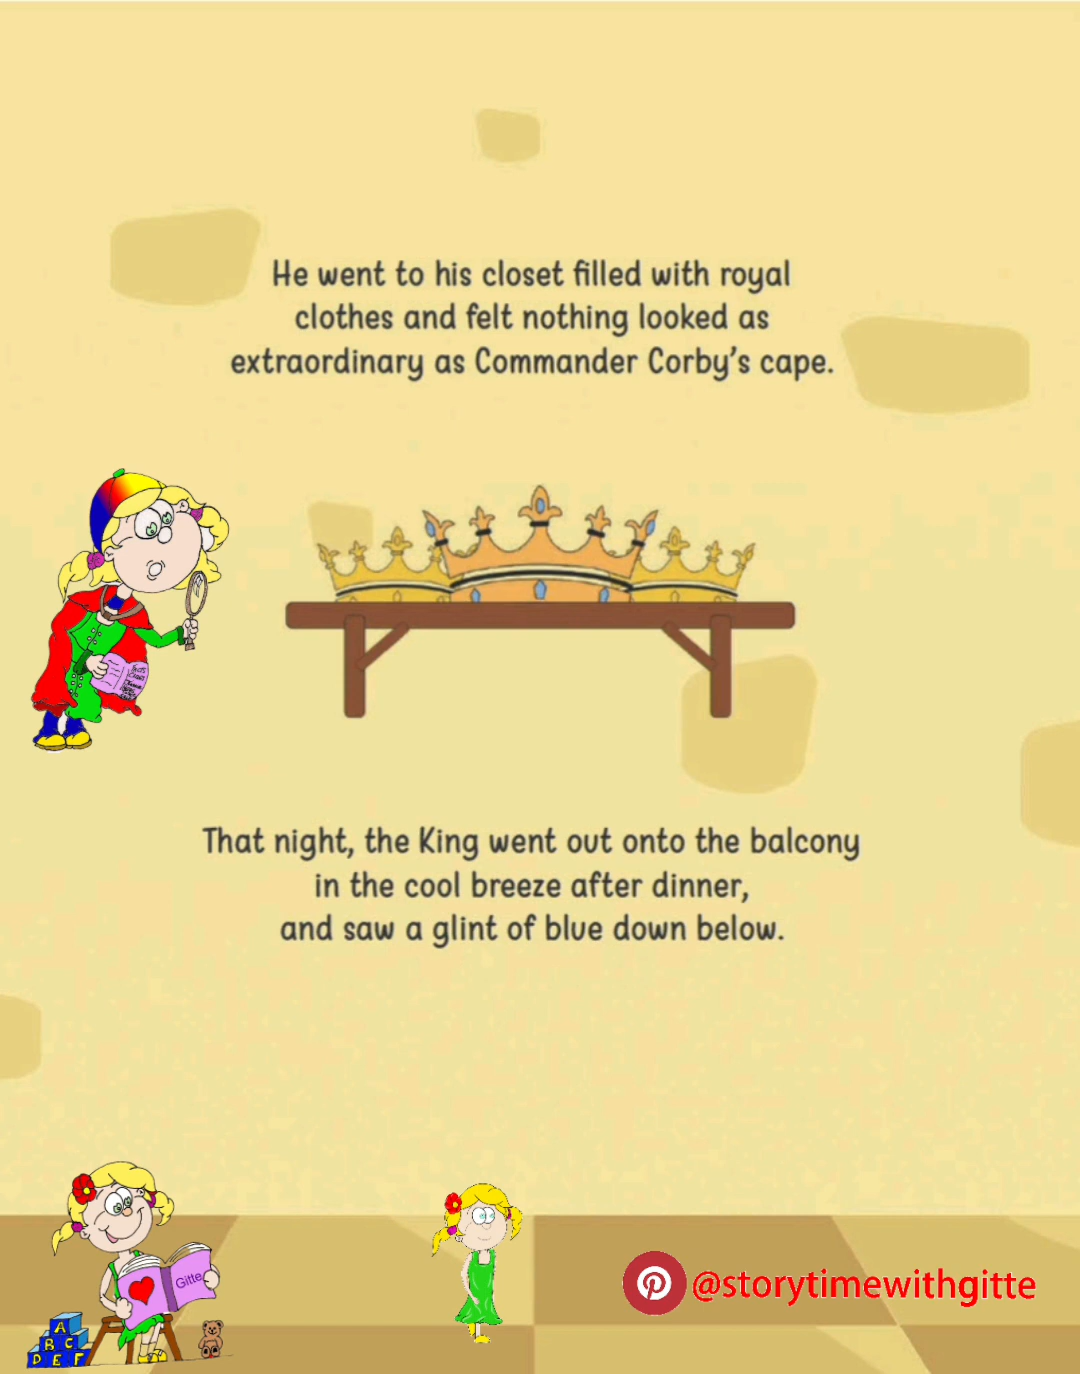 He went to his closet filled with royal
clothes and felt nothing looked as
extraordinary as Commander Corby's cape.
That night, the King went out onto the balcony
in the cool breeze after dinner,
and saw a glint of blue down below.
Gitte
A
B C
D E F
@storytimewithgitte